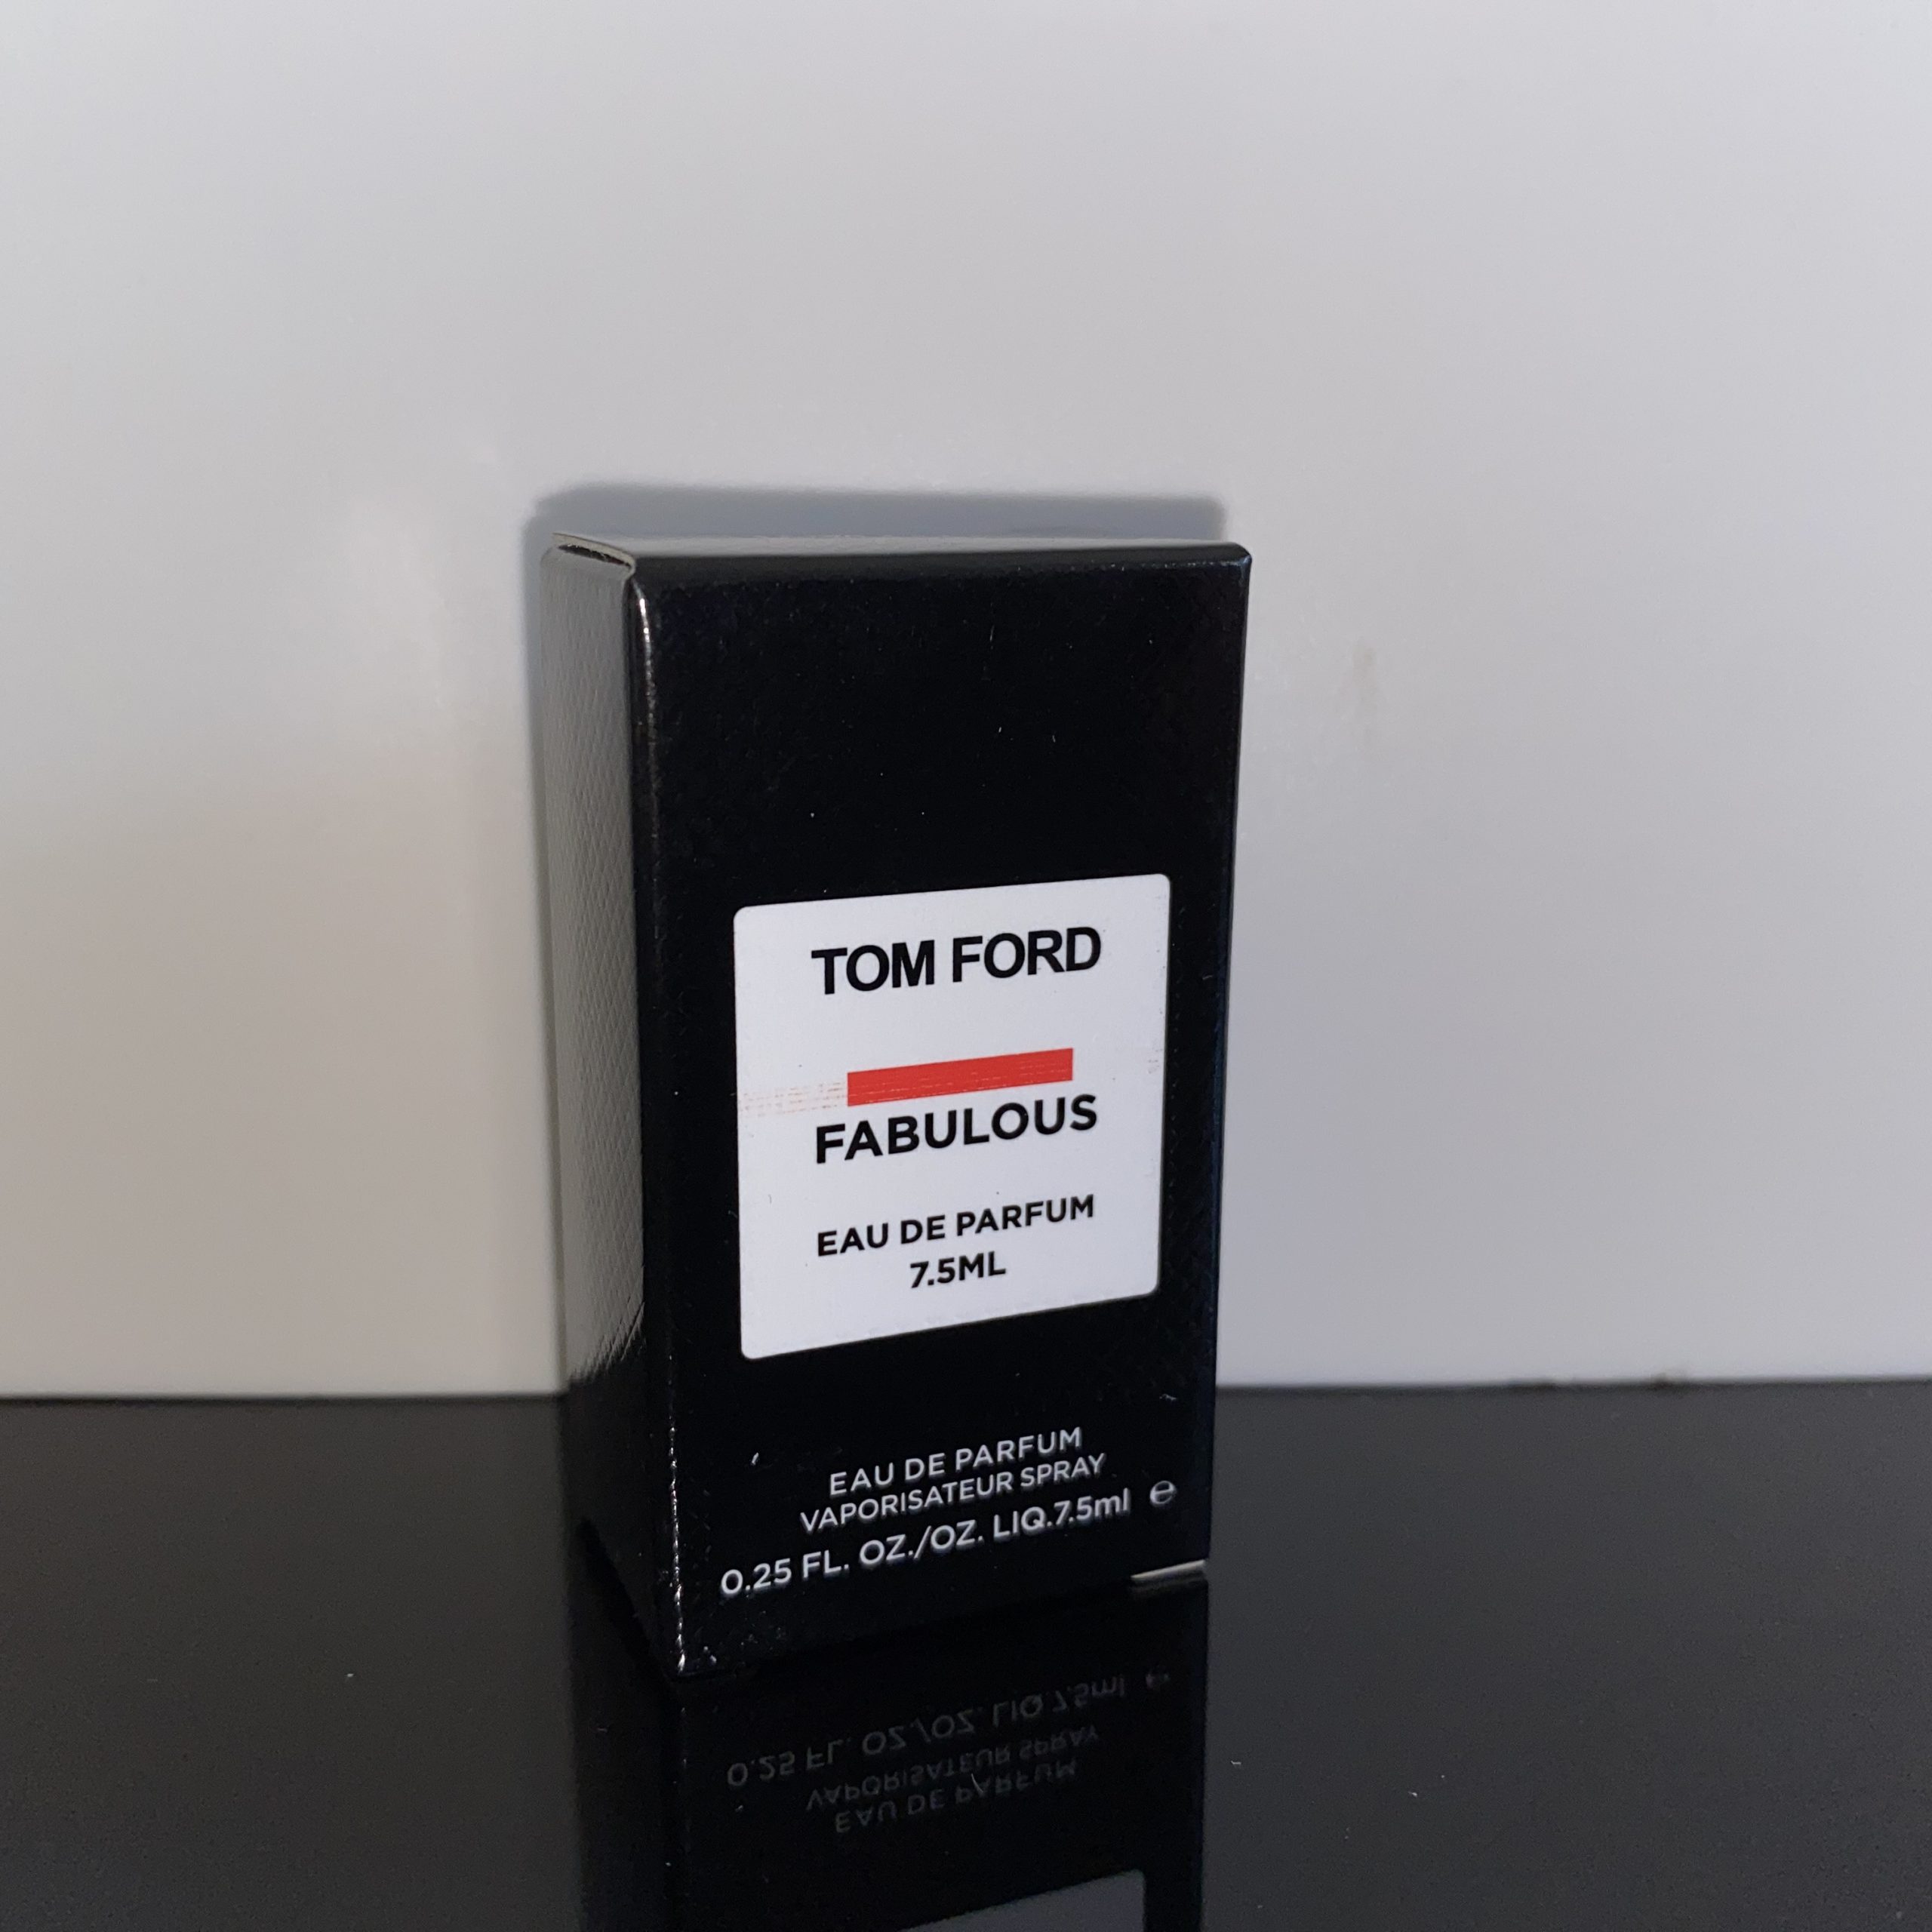 TOM FORD
FABULOUS
EAU DE PARFUM
7.5ML
EAU DE PARFUM
VAPORISATEUR SPRAY
0.25 FL. OZ./OZ. LIQ.7.5ml ℮